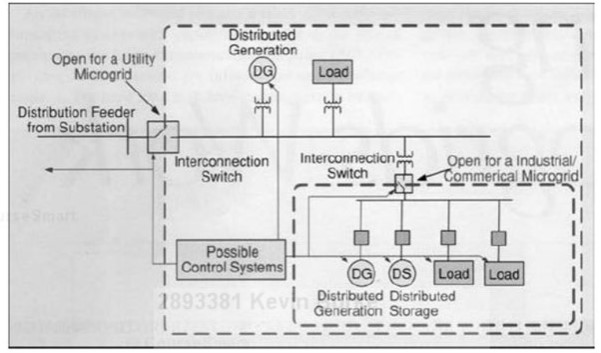 Distributed
Generation
Open for a Utility
Microgrid
DG
Load
Distribution Feeder
from Substation
Interconnection
Switch
Interconnection
Switch
Open for a Industrial/
Commerical Microgrid
Possible
Control Systems
DG
DS
Load
Load
Distributed
Generation
Distributed
Storage
2893381 Kevin